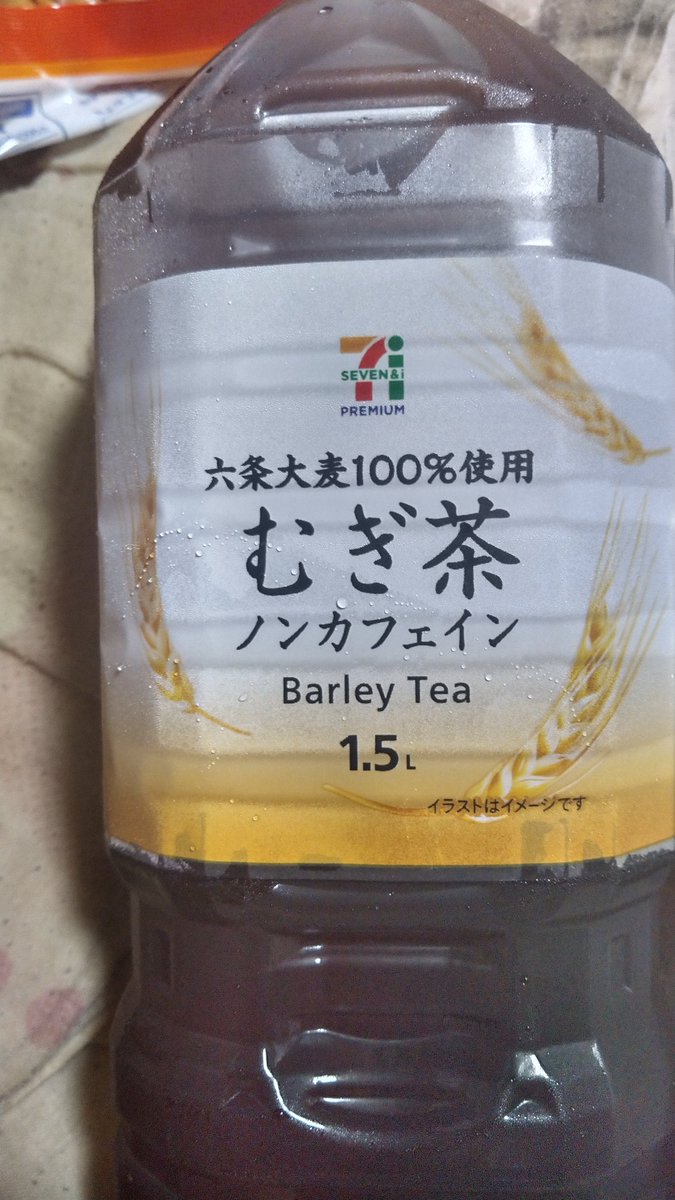 7i
SEVEN&i
PREMIUM
六条大麦100%使用
むぎ茶
ノンカフェイン
Barley Tea
1.5L
イラストはイメージです